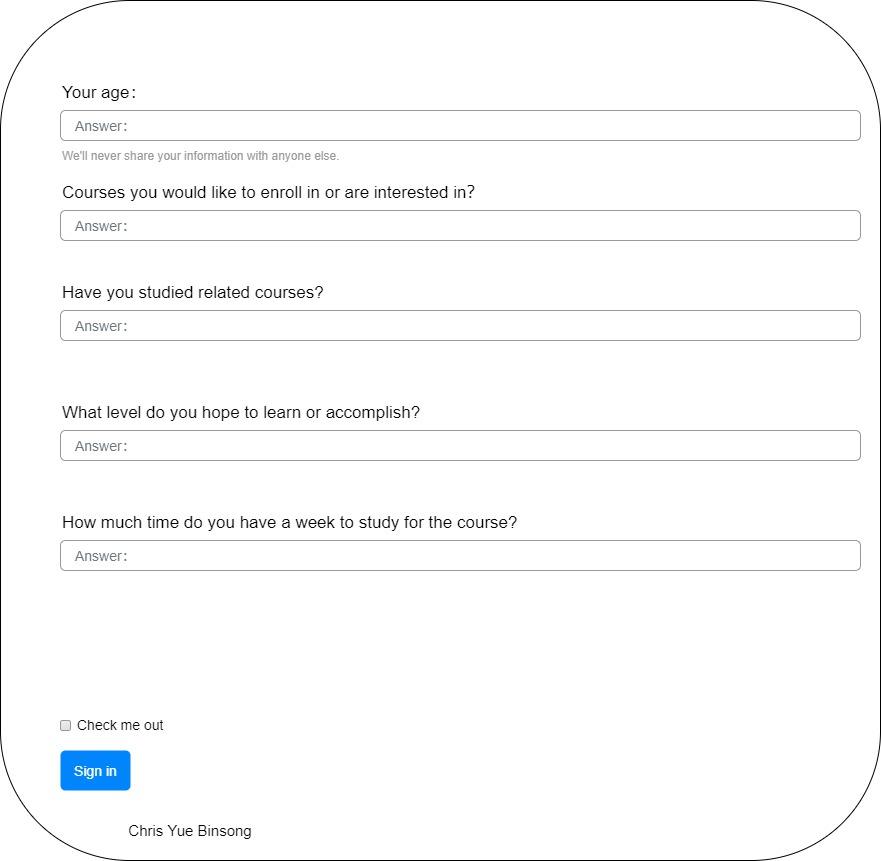 Your age：
Answer：
We'll never share your information with anyone else.
Courses you would like to enroll in or are interested in？
Answer：
Have you studied related courses?
Answer：
What level do you hope to learn or accomplish?
Answer：
How much time do you have a week to study for the course?
Answer：
Check me out
Sign in
Chris Yue Binsong